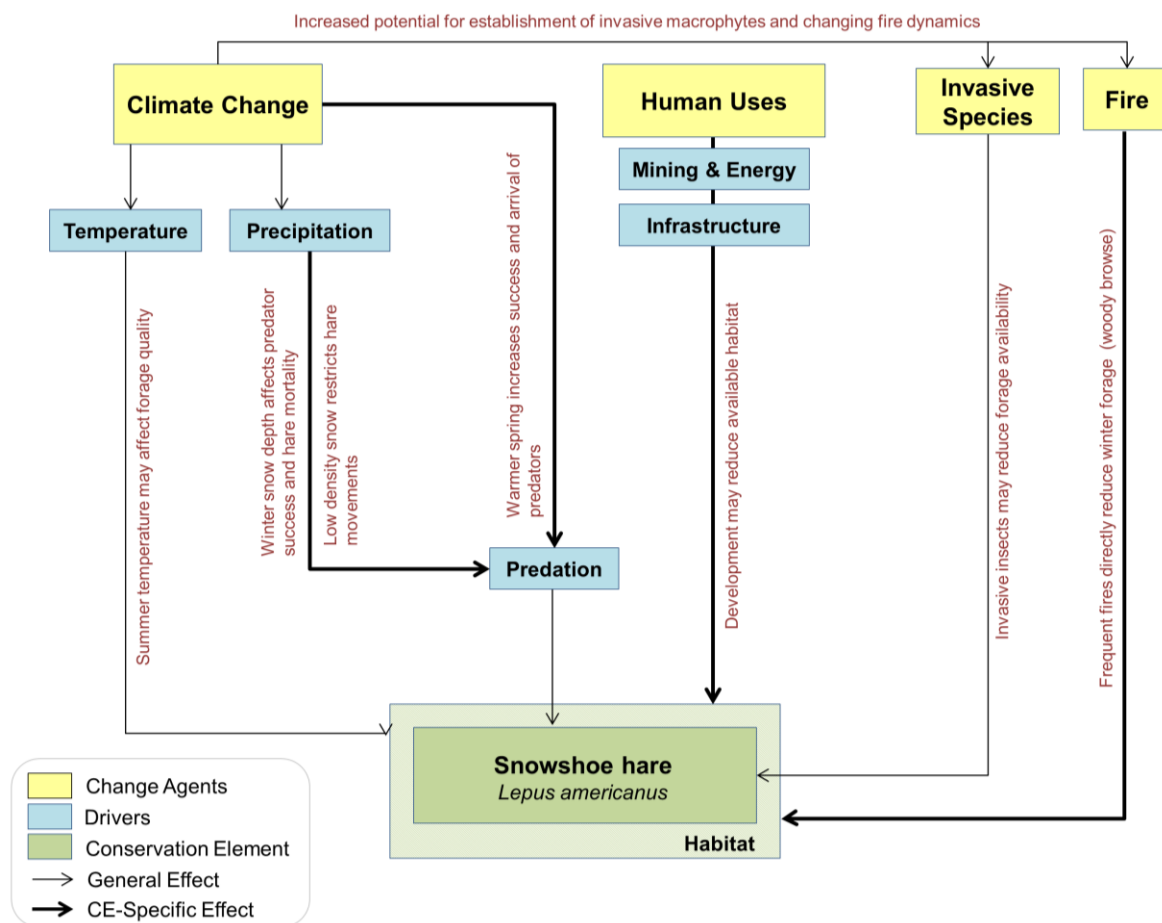 Increased potential for establishment of invasive macrophytes and changing fire dynamics
Climate Change
Human Uses
Invasive
Species
Fire
Mining & Energy
Temperature
Precipitation
Infrastructure
Summer temperature may affect forage quality
Winter snow depth affects predator
success and hare mortality
Low density snow restricts hare
movements
Warmer spring increases success and arrival of
predators
Development may reduce available habitat
Invasive insects may reduce forage availability
Frequent fires directly reduce winter forage (woody browse)
Predation
Snowshoe hare
Lepus americanus
Habitat
Change Agents
Drivers
Conservation Element
General Effect
CE-Specific Effect